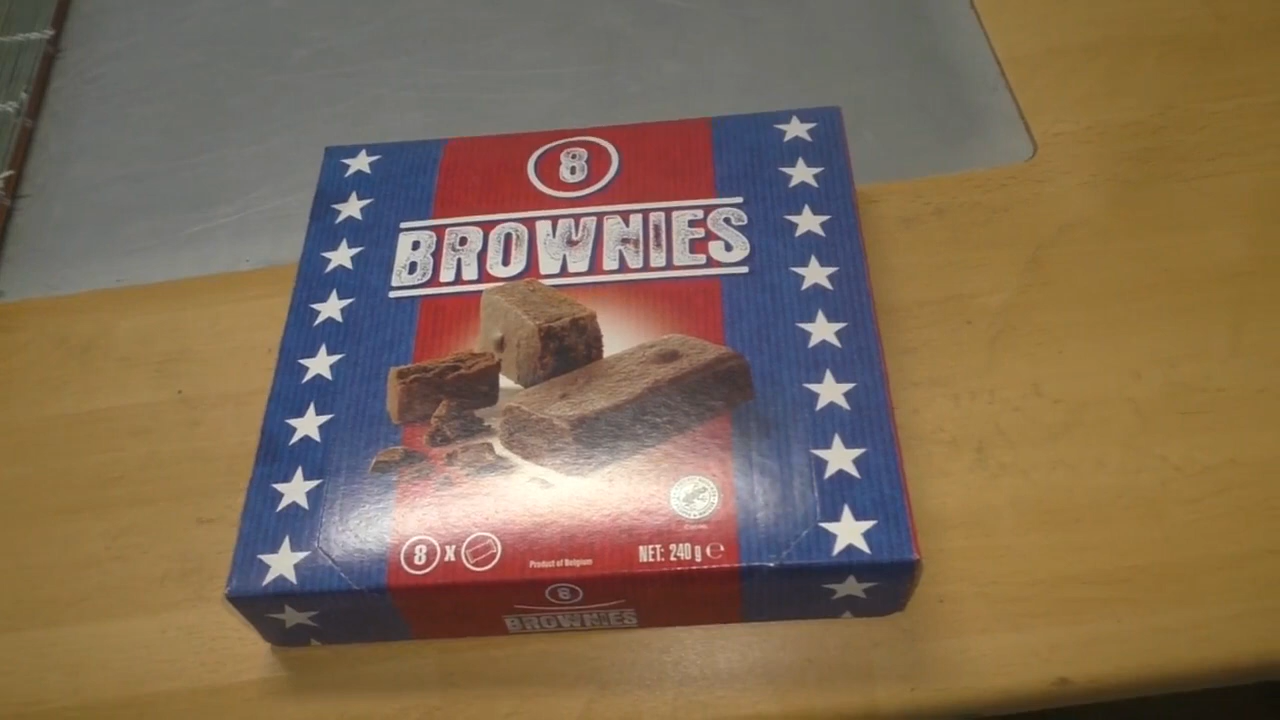 8
BROWNIES
8 X
Product of Belgium
NET: 240 g e
8
BROWNIES